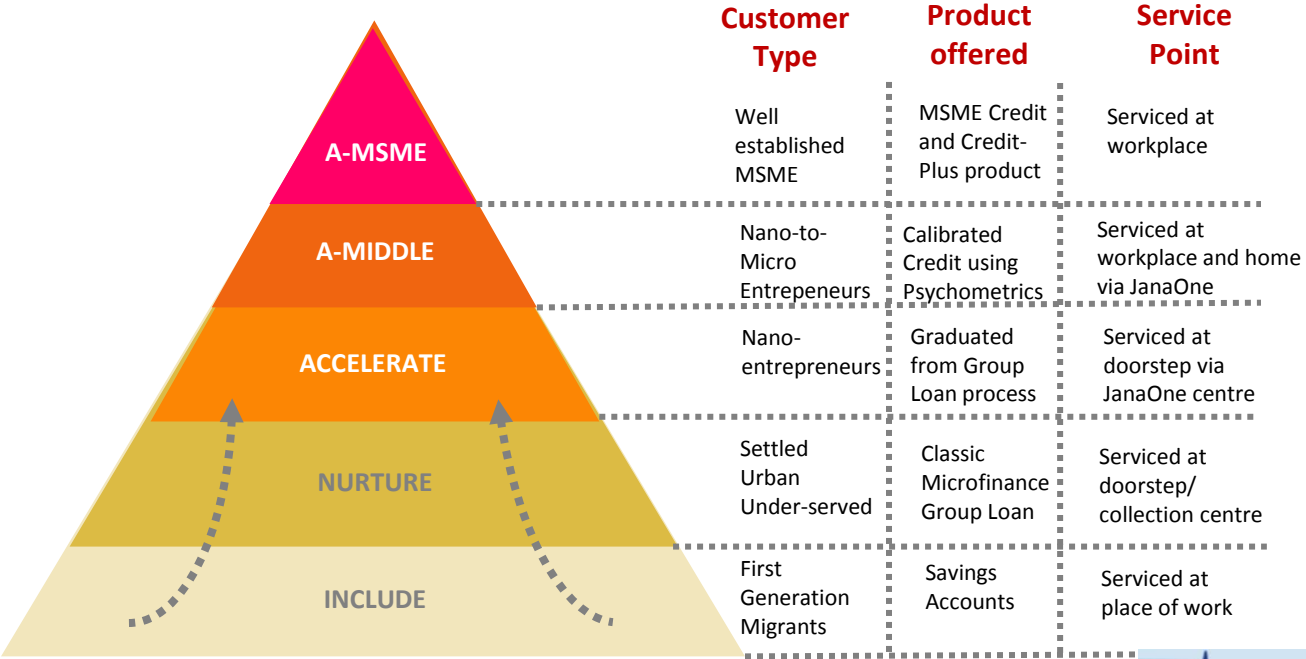 Customer
Type
Product
offered
Service
Point
A-MSME
Well
established
MSME
MSME Credit
and Credit-
Plus product
Serviced at
workplace
A-MIDDLE
Nano-to-
Micro
Entrepeneurs
Calibrated
Credit using
Psychometrics
Serviced at
workplace and home
via JanaOne
ACCELERATE
Nano-
entrepreneurs
Graduated
from Group
Loan process
Serviced at
doorstep via
JanaOne centre
NURTURE
Settled
Urban
Under-served
Classic
Microfinance
Group Loan
Serviced at
doorstep/
collection centre
INCLUDE
First
Generation
Migrants
Savings
Accounts
Serviced at
place of work